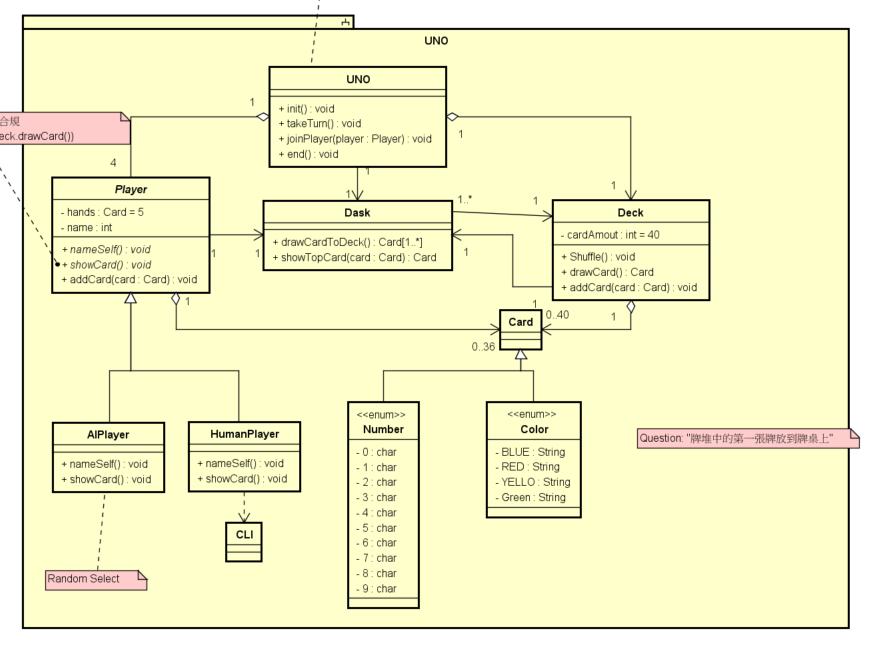 UNO
UNO
+ init() : void
+ takeTurn() : void
+ joinPlayer(player : Player) : void
+ end() : void
合規
eck.drawCard())
1
1
1
4
1
1
1..*
1
1
Player
- hands : Card = 5
- name : int
+ nameSelf() : void
+ showCard() : void
+ addCard(card : Card) : void
Dask
+ drawCardToDeck() : Card[1..*]
+ showTopCard(card : Card) : Card
Deck
- cardAmout : int = 40
+ Shuffle() : void
+ drawCard() : Card
+ addCard(card : Card) : void
1
1
1
1
1
0..40
1
0..36
Card
AIPlayer
+ nameSelf() : void
+ showCard() : void
HumanPlayer
+ nameSelf() : void
+ showCard() : void
<<enum>>
Number
- 0 : char
- 1 : char
- 2 : char
- 3 : char
- 4 : char
- 5 : char
- 6 : char
- 7 : char
- 8 : char
- 9 : char
<<enum>>
Color
- BLUE : String
- RED : String
- YELLO : String
- Green : String
Question: "牌堆中的第一張牌放到牌桌上"
CLI
Random Select